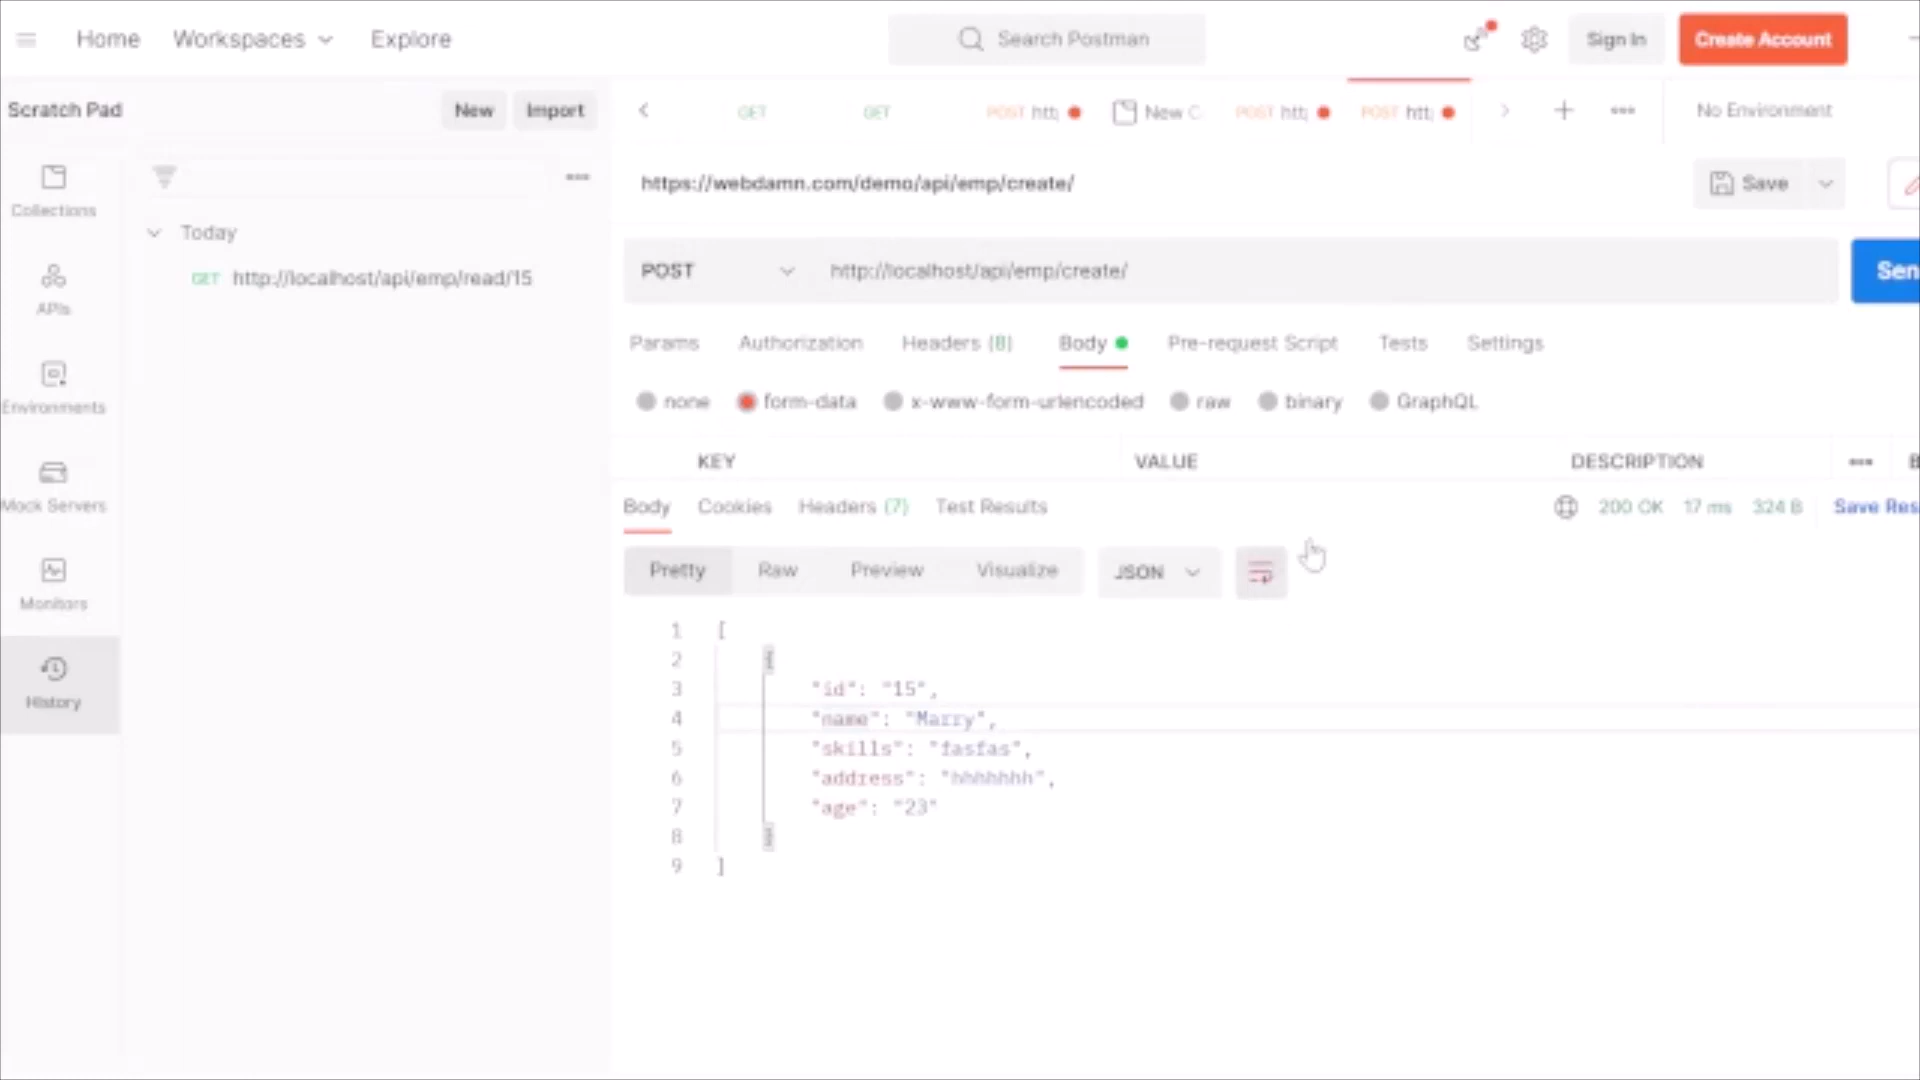 Home Workspaces Explore Search Postman Sign In Create Account
Scratch Pad New Import GET GET POST htt POST htt POST htt No Environment
New C
Collections
https://webdamn.com/demo/api/emp/create/ Save
Today
GET http://localhost/api/emp/read/15
POST http://localhost/api/emp/create/ Sen
APIs
Params Authorization Headers (8) Body Pre-request Script Tests Settings
Environments
none form-data x-www-form-urlencoded raw binary GraphQL
KEY VALUE DESCRIPTION B
Mock Servers
Body Cookies Headers (7) Test Results 200 OK 17 ms 324 B Save Res
Pretty Raw Preview Visualize JSON
Monitors
History
1 [
2
3 "id": "15",
4 "name": "Marry",
5 "skills": "fasfas",
6 "address": "hhhhhhh",
7 "age": "23"
8
9 ]